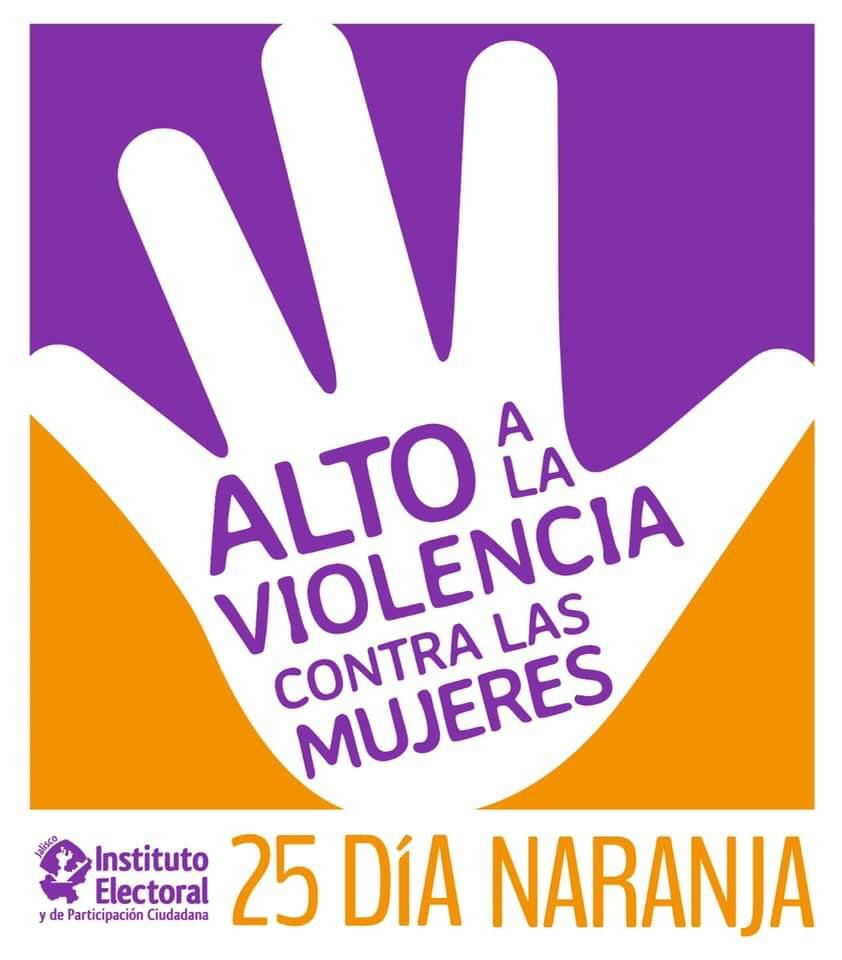 ALTO A LA
VIOLENCIA
CONTRA LAS
MUJERES
Jalisco
Instituto
Electoral
y de Participación Ciudadana
25 DÍA NARANJA